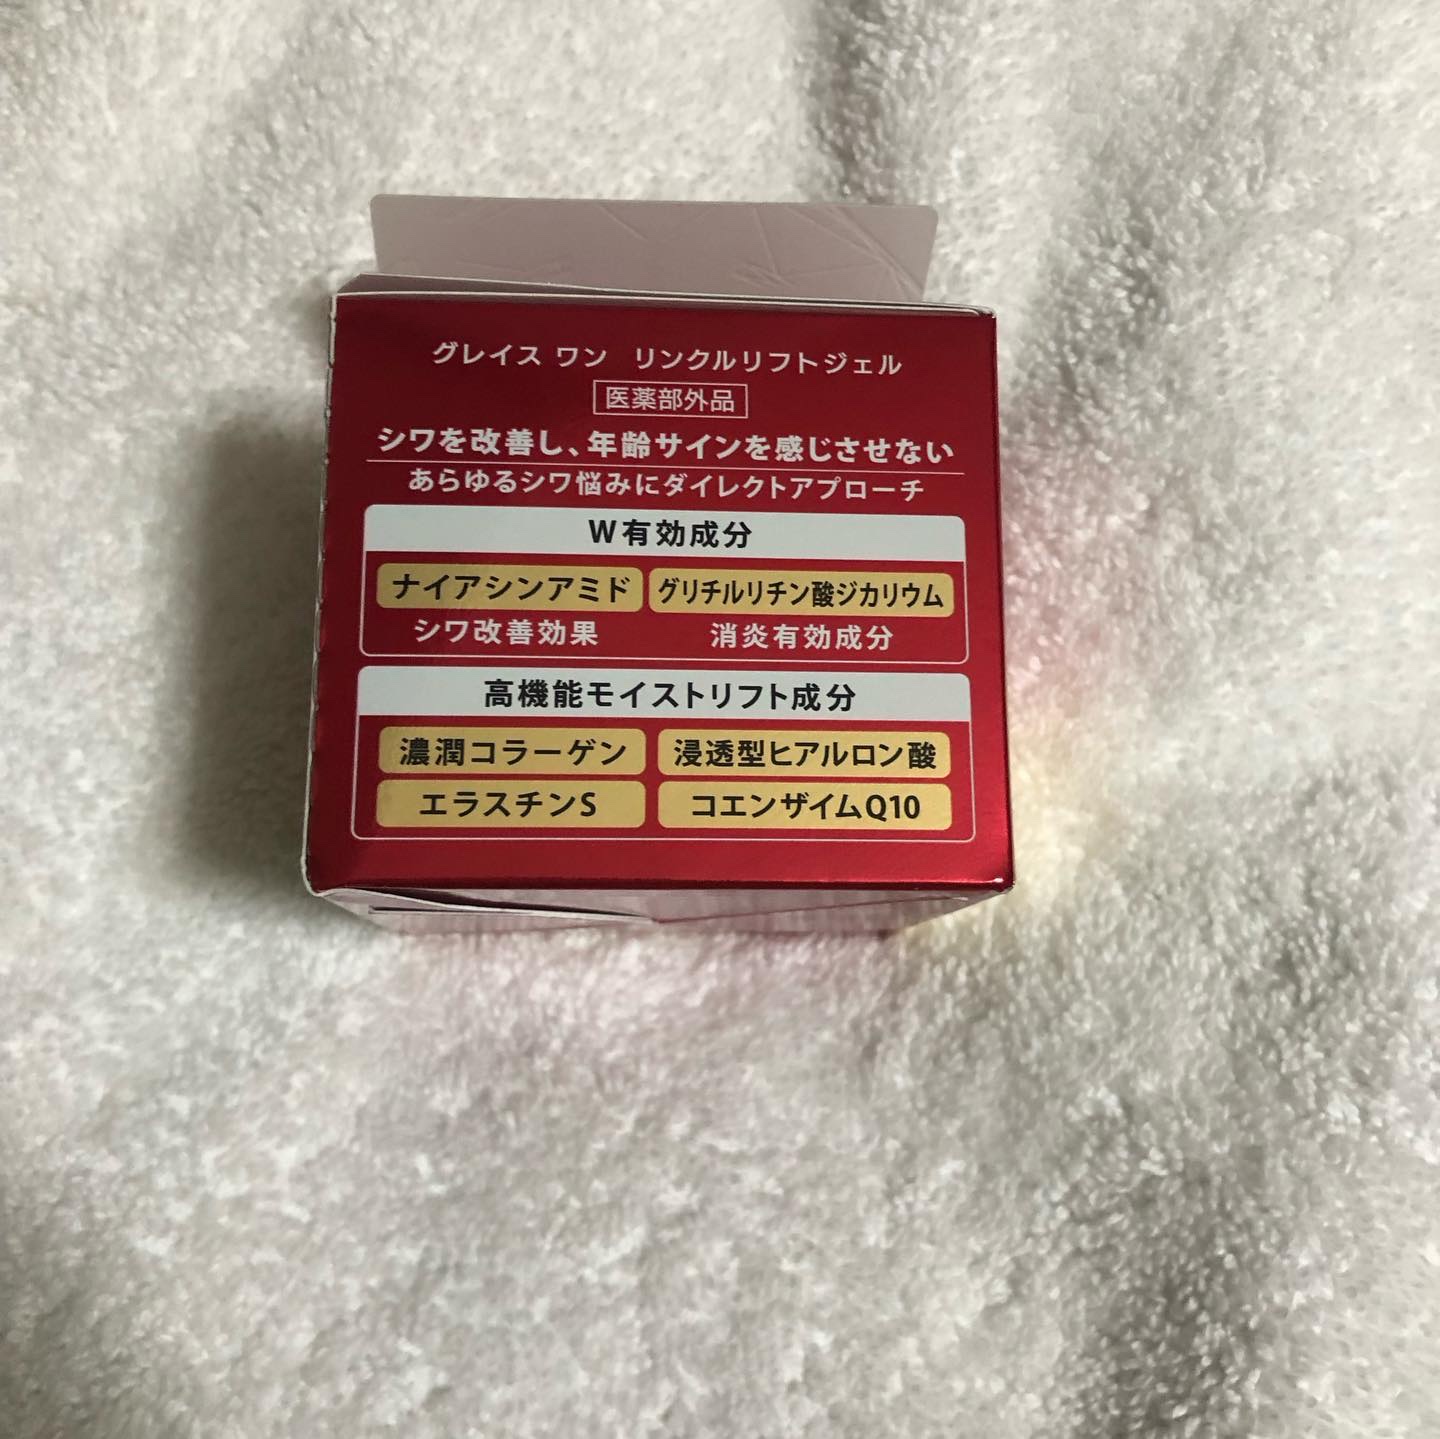 グレイス ワン リンクルリフトジェル
医薬部外品
シワを改善し、年齢サインを感じさせない
あらゆるシワ悩みにダイレクトアプローチ
W有効成分
ナイアシンアミド グリチルリチン酸ジカリウム
シワ改善効果 消炎有効成分
高機能モイストリフト成分
濃潤コラーゲン 浸透型ヒアルロン酸
エラスチンS コエンザイムQ10